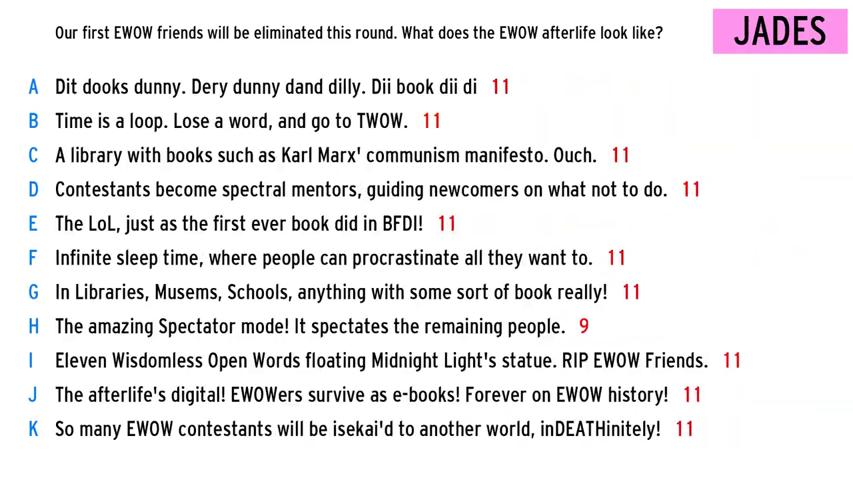 Our first EWOW friends will be eliminated this round. What does the EWOW afterlife look like?
JADES
A Dit dooks dunny. Dery dunny dand dilly. Dii book dii di 11
B Time is a loop. Lose a word, and go to TWOW. 11
C A library with books such as Karl Marx' communism manifesto. Ouch. 11
D Contestants become spectral mentors, guiding newcomers on what not to do. 11
E The LoL, just as the first ever book did in BFDI! 11
F Infinite sleep time, where people can procrastinate all they want to. 11
G In Libraries, Musems, Schools, anything with some sort of book really! 11
H The amazing Spectator mode! It spectates the remaining people. 9
I Eleven Wisdomless Open Words floating Midnight Light's statue. RIP EWOW Friends. 11
J The afterlife's digital! EWOWers survive as e-books! Forever on EWOW history! 11
K So many EWOW contestants will be isekai'd to another world, inDEATHinitely! 11